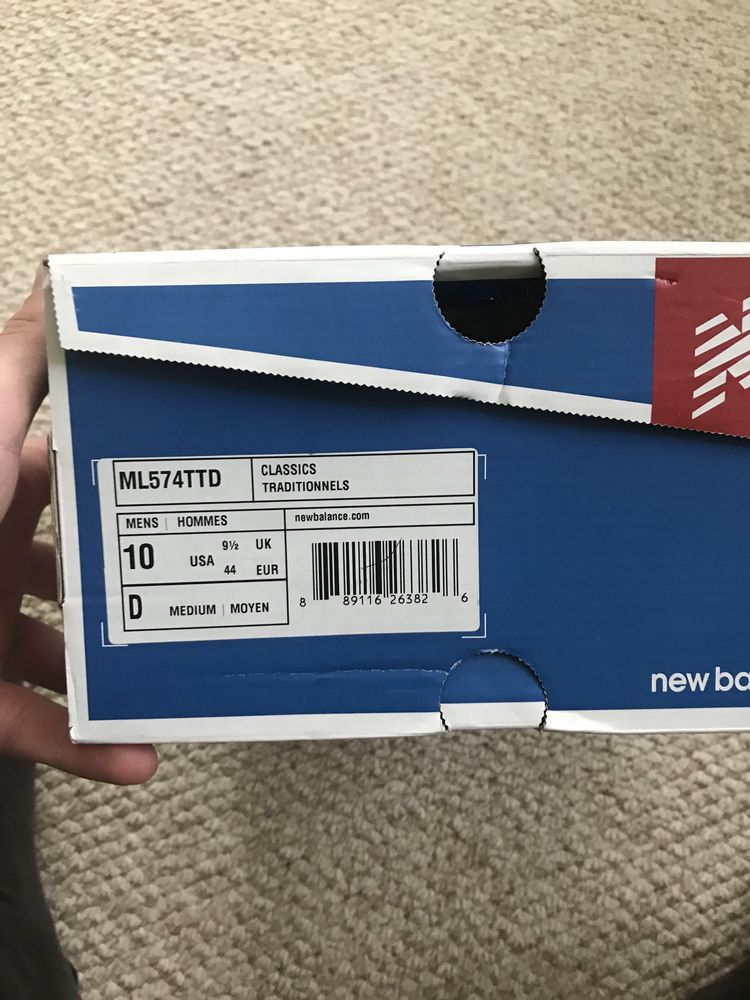 ML574TTD
CLASSICS
TRADITIONNELS
MENS | HOMMES
newbalance.com
10 USA 9½ UK
44 EUR
D MEDIUM | MOYEN
8 89116 26382 6
new ba